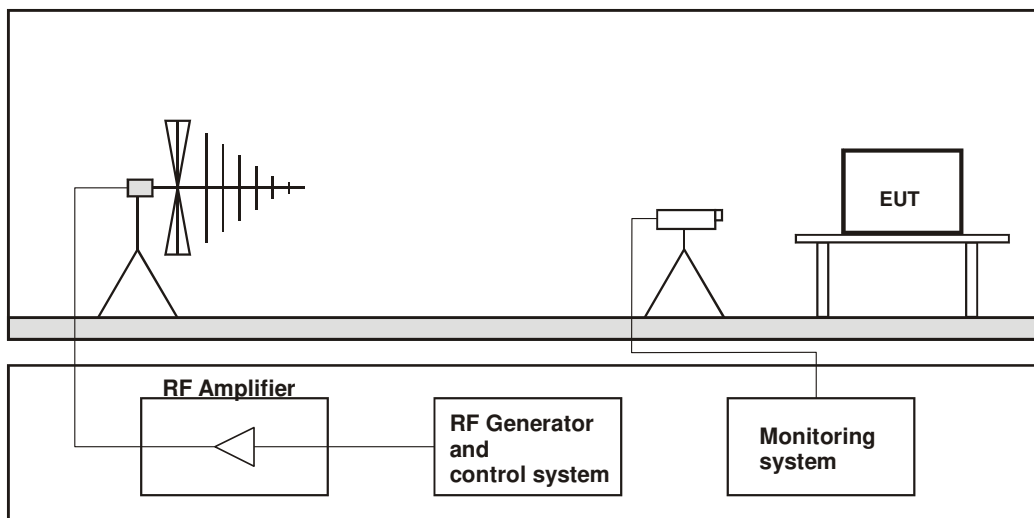 EUT
RF Amplifier
RF Generator
and
control system
Monitoring
system